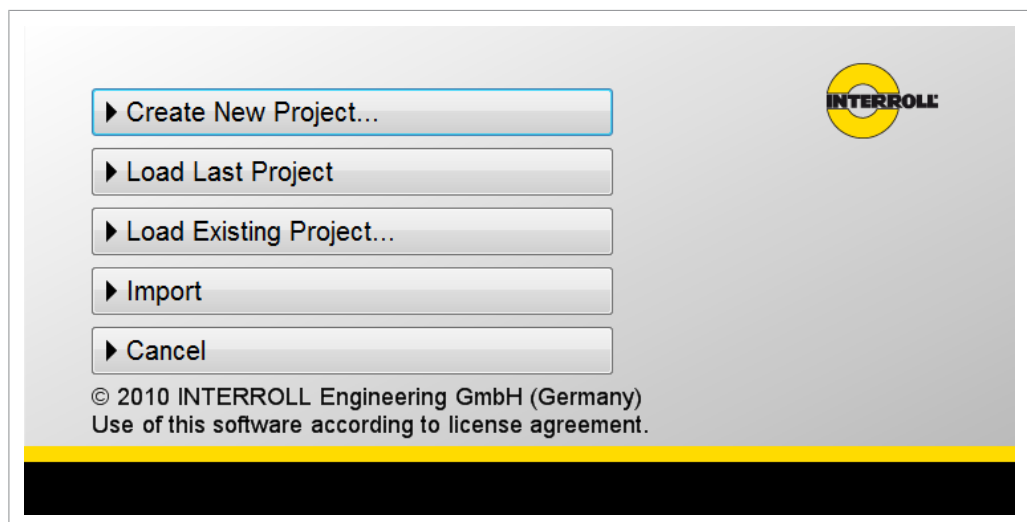 Create New Project...
INTERROLL
Load Last Project
Load Existing Project...
Import
Cancel
© 2010 INTERROLL Engineering GmbH (Germany)
Use of this software according to license agreement.